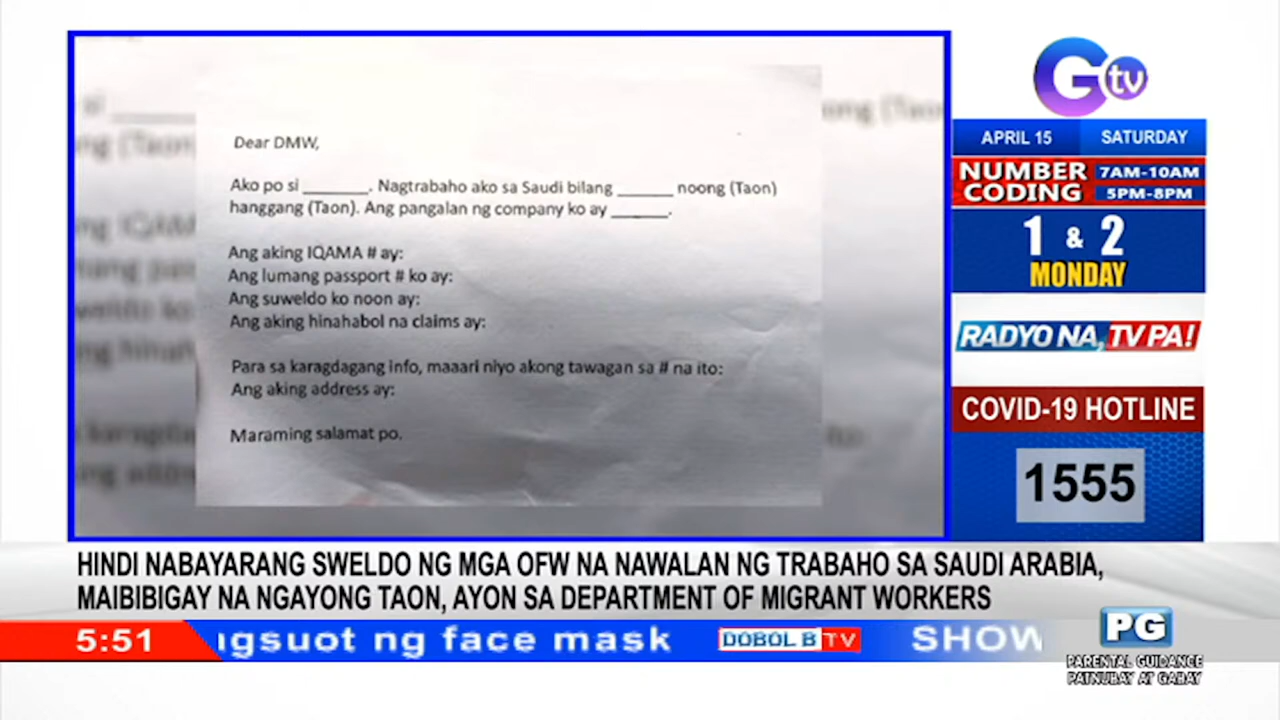 Dear DMW,
Ako po si ______. Nagtrabaho ako sa Saudi bilang ______ noong (Taon)
hanggang (Taon). Ang pangalan ng company ko ay ______.
Ang aking IQAMA # ay:
Ang lumang passport # ko ay:
Ang suweldo ko noon ay:
Ang aking hinahabol na claims ay:
Para sa karagdagang info, maaari niyo akong tawagan sa # na ito:
Ang aking address ay:
Maraming salamat po.
Gtv
APRIL 15 SATURDAY
NUMBER CODING
7AM-10AM
5PM-8PM
1 & 2
MONDAY
RADYO NA, TV PA!
COVID-19 HOTLINE
1555
HINDI NABAYARANG SWELDO NG MGA OFW NA NAWALAN NG TRABAHO SA SAUDI ARABIA,
MAIBIBIGAY NA NGAYONG TAON, AYON SA DEPARTMENT OF MIGRANT WORKERS
5:51 ngsuot ng face mask DOBOL B TV SHOW
PG
PARENTAL GUIDANCE
PATNUBAY AT GABAY